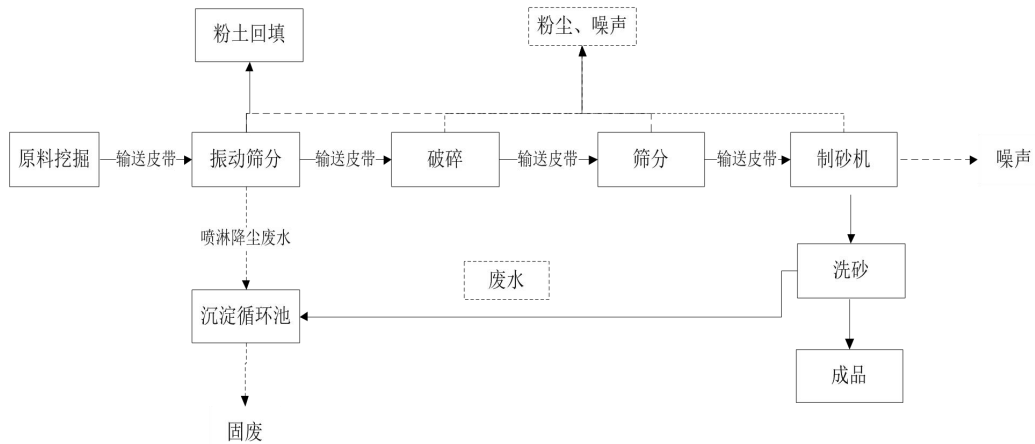 粉土回填
粉尘、噪声
原料挖掘
输送皮带
振动筛分
输送皮带
破碎
输送皮带
筛分
输送皮带
制砂机
噪声
喷淋降尘废水
洗砂
废水
沉淀循环池
成品
固废